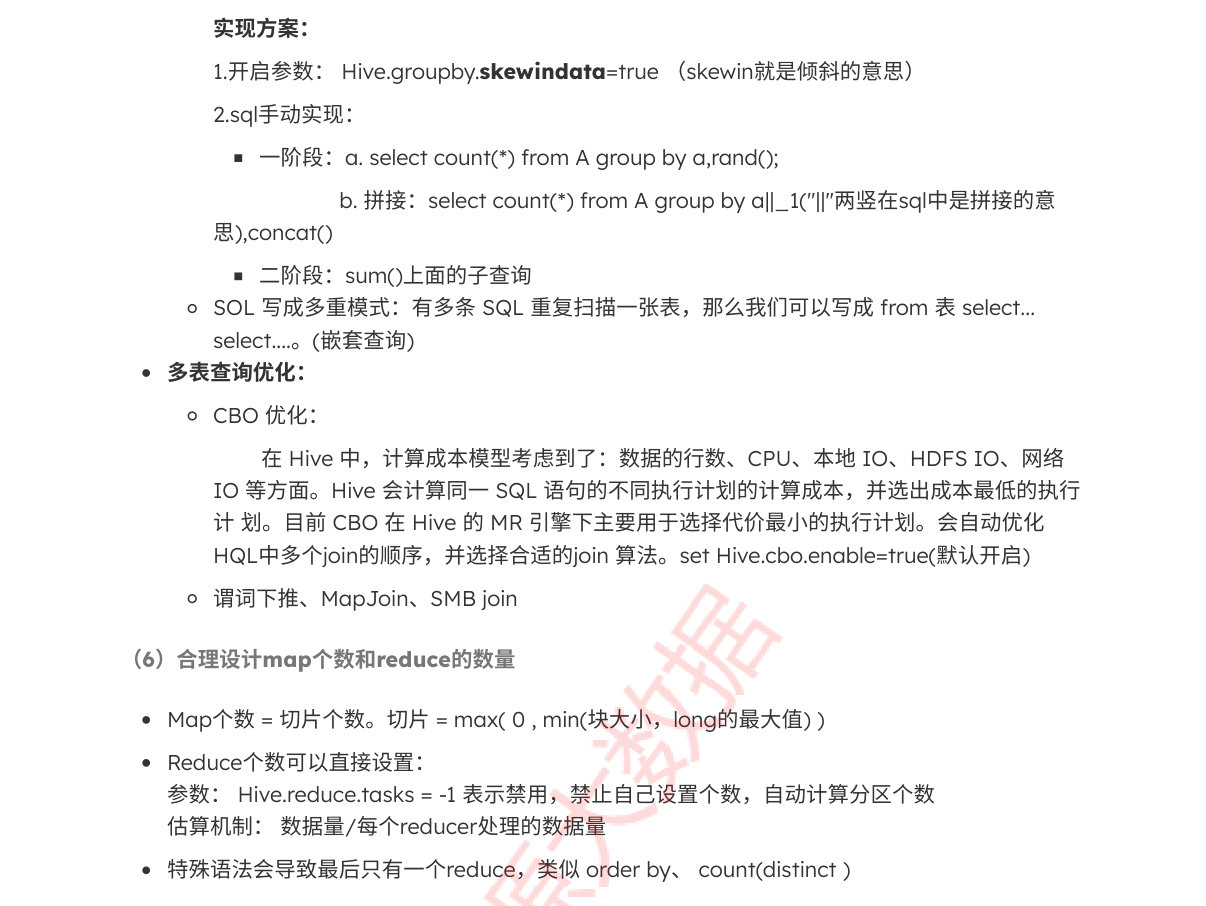 实现方案：
1.开启参数： Hive.groupby.skewindata=true （skewin就是倾斜的意思）
2.sql手动实现：
▪ 一阶段：a. select count(*) from A group by a,rand();
b. 拼接：select count(*) from A group by a||_1("||"两竖在sql中是拼接的意
思),concat()
▪ 二阶段：sum()上面的子查询
○ SOL 写成多重模式：有多条 SQL 重复扫描一张表，那么我们可以写成 from 表 select...
select....。(嵌套查询)
• 多表查询优化：
○ CBO 优化：
在 Hive 中，计算成本模型考虑到了：数据的行数、CPU、本地 IO、HDFS IO、网络
IO 等方面。Hive 会计算同一 SQL 语句的不同执行计划的计算成本，并选出成本最低的执行
计 划。目前 CBO 在 Hive 的 MR 引擎下主要用于选择代价最小的执行计划。会自动优化
HQL中多个join的顺序，并选择合适的join 算法。set Hive.cbo.enable=true(默认开启)
○ 谓词下推、MapJoin、SMB join
（6）合理设计map个数和reduce的数量
• Map个数 = 切片个数。切片 = max( 0 , min(块大小，long的最大值) )
• Reduce个数可以直接设置：
参数： Hive.reduce.tasks = -1 表示禁用，禁止自己设置个数，自动计算分区个数
估算机制： 数据量/每个reducer处理的数据量
• 特殊语法会导致最后只有一个reduce，类似 order by、 count(distinct )
原大数据